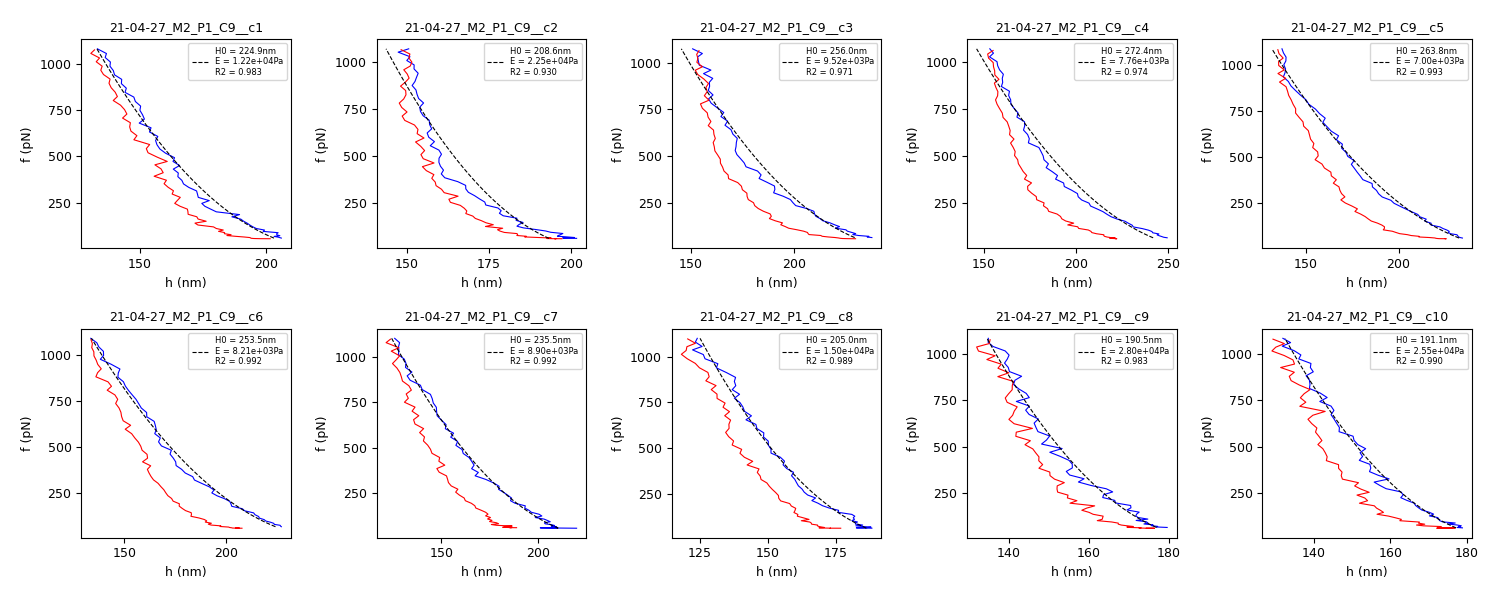 21-04-27_M2_P1_C9__c1
H0 = 224.9nm
E = 1.22e+04Pa
R2 = 0.983
1000
750
500
250
f (pN)
150
200
h (nm)
21-04-27_M2_P1_C9__c2
H0 = 208.6nm
E = 2.25e+04Pa
R2 = 0.930
1000
750
500
250
f (pN)
150
175
200
h (nm)
21-04-27_M2_P1_C9__c3
H0 = 256.0nm
E = 9.52e+03Pa
R2 = 0.971
1000
750
500
250
f (pN)
150
200
h (nm)
21-04-27_M2_P1_C9__c4
H0 = 272.4nm
E = 7.76e+03Pa
R2 = 0.974
1000
750
500
250
f (pN)
150
200
250
h (nm)
21-04-27_M2_P1_C9__c5
H0 = 263.8nm
E = 7.00e+03Pa
R2 = 0.993
1000
750
500
250
f (pN)
150
200
h (nm)
21-04-27_M2_P1_C9__c6
H0 = 253.5nm
E = 8.21e+03Pa
R2 = 0.992
1000
750
500
250
f (pN)
150
200
h (nm)
21-04-27_M2_P1_C9__c7
H0 = 235.5nm
E = 8.90e+03Pa
R2 = 0.992
1000
750
500
250
f (pN)
150
200
h (nm)
21-04-27_M2_P1_C9__c8
H0 = 205.0nm
E = 1.50e+04Pa
R2 = 0.989
1000
750
500
250
f (pN)
125
150
175
h (nm)
21-04-27_M2_P1_C9__c9
H0 = 190.5nm
E = 2.80e+04Pa
R2 = 0.983
1000
750
500
250
f (pN)
140
160
180
h (nm)
21-04-27_M2_P1_C9__c10
H0 = 191.1nm
E = 2.55e+04Pa
R2 = 0.990
1000
750
500
250
f (pN)
140
160
180
h (nm)